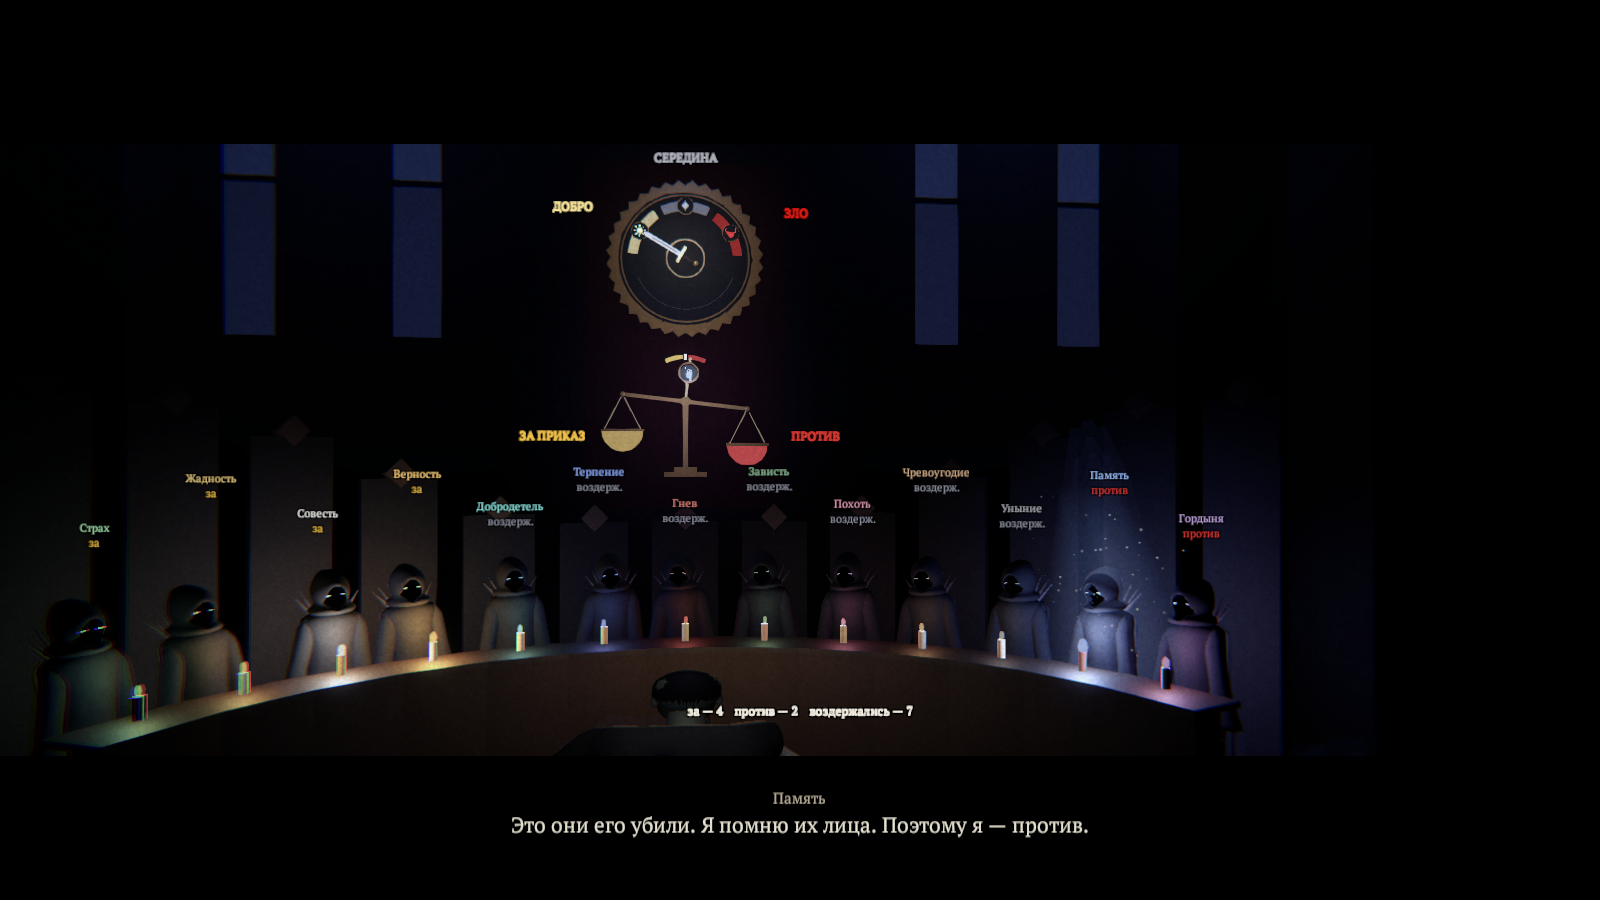 СЕРЕДИНА
ДОБРО
ЗЛО
ЗА ПРИКАЗ
ПРОТИВ
Страх
за
Жадность
за
Совесть
за
Верность
за
Добродетель
воздерж.
Терпение
воздерж.
Гнев
воздерж.
Зависть
воздерж.
Похоть
воздерж.
Чревоугодие
воздерж.
Уныние
воздерж.
Память
против
Гордыня
против
за — 4 против — 2 воздержались — 7
Память
Это они его убили. Я помню их лица. Поэтому я — против.